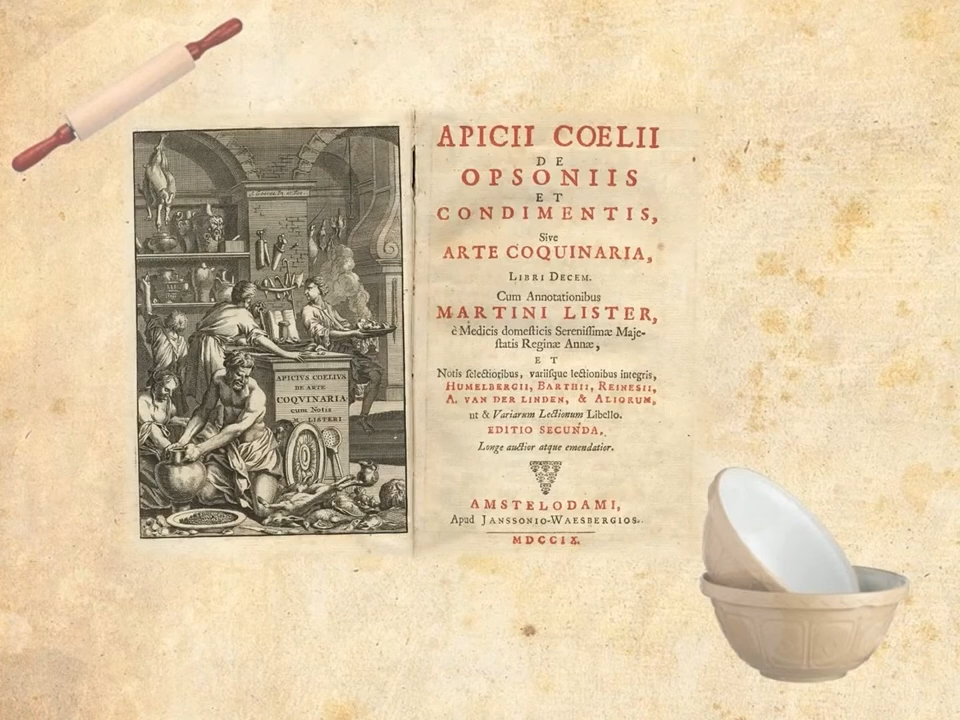 APICIUS COELIUS
DE ARTE
COQVINARIA
cum Notis
M. LISTERI
APICII COELII
DE
OPSONIIS
ET
CONDIMENTIS,
Sive
ARTE COQUINARIA,
LIBRI DECEM.
Cum Annotationibus
MARTINI LISTER,
è Medicis domeſticis Sereniſſimæ Maje-
ſtatis Reginæ Annæ,
ET
Notis ſelectioribus, variiſque lectionibus integris,
HUMELBERGII, BARTHII, REINESII,
A. VAN DER LINDEN, & ALIORUM,
ut & Variarum Lectionum Libello.
EDITIO SECUNDA,
Longe auctior atque emendatior.
AMSTELODAMI,
Apud JANSSONIO-WAESBERGIOS.
MDCCIX.